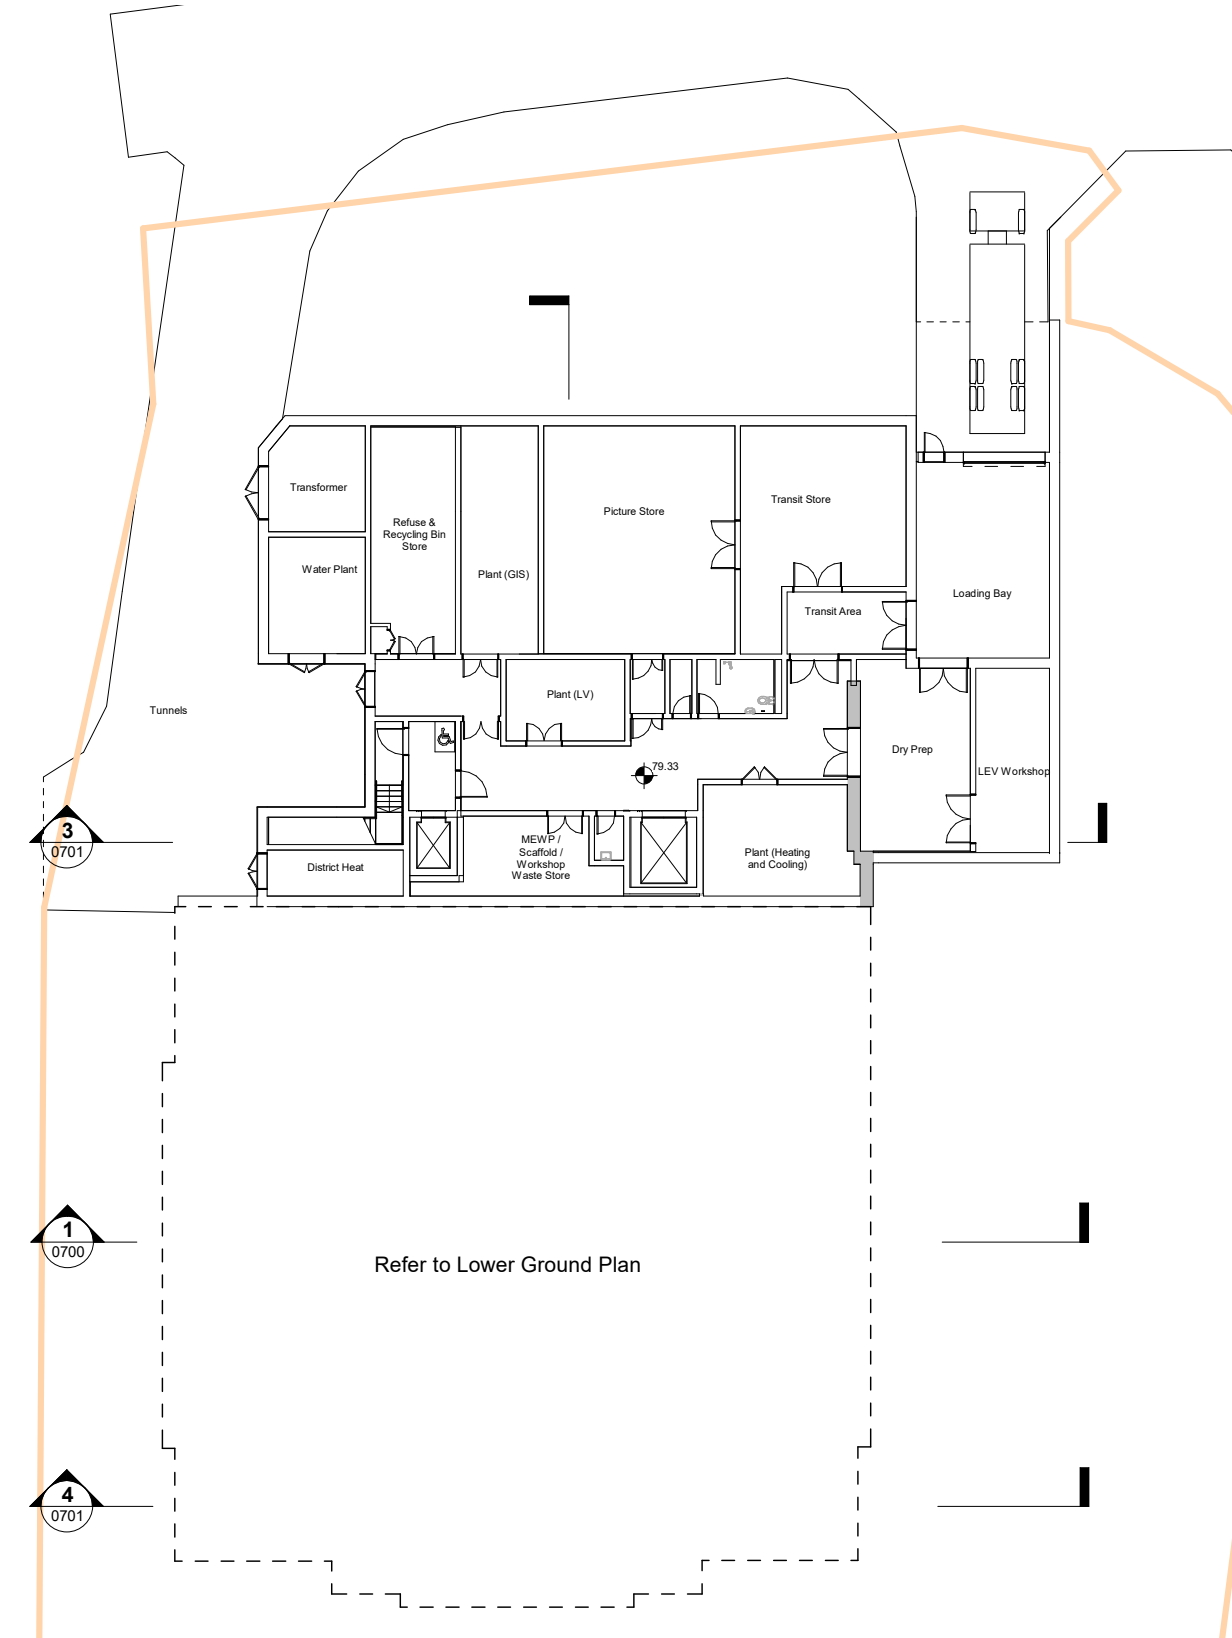 Transformer
Refuse &
Recycling Bin
Store
Picture Store
Transit Store
Water Plant
Plant (GIS)
Loading Bay
Transit Area
Tunnels
Plant (LV)
Dry Prep
79.33
LEV Workshop
3
0701
MEWP /
Scaffold /
Workshop
Waste Store
District Heat
Plant (Heating
and Cooling)
1
0700
Refer to Lower Ground Plan
4
0701